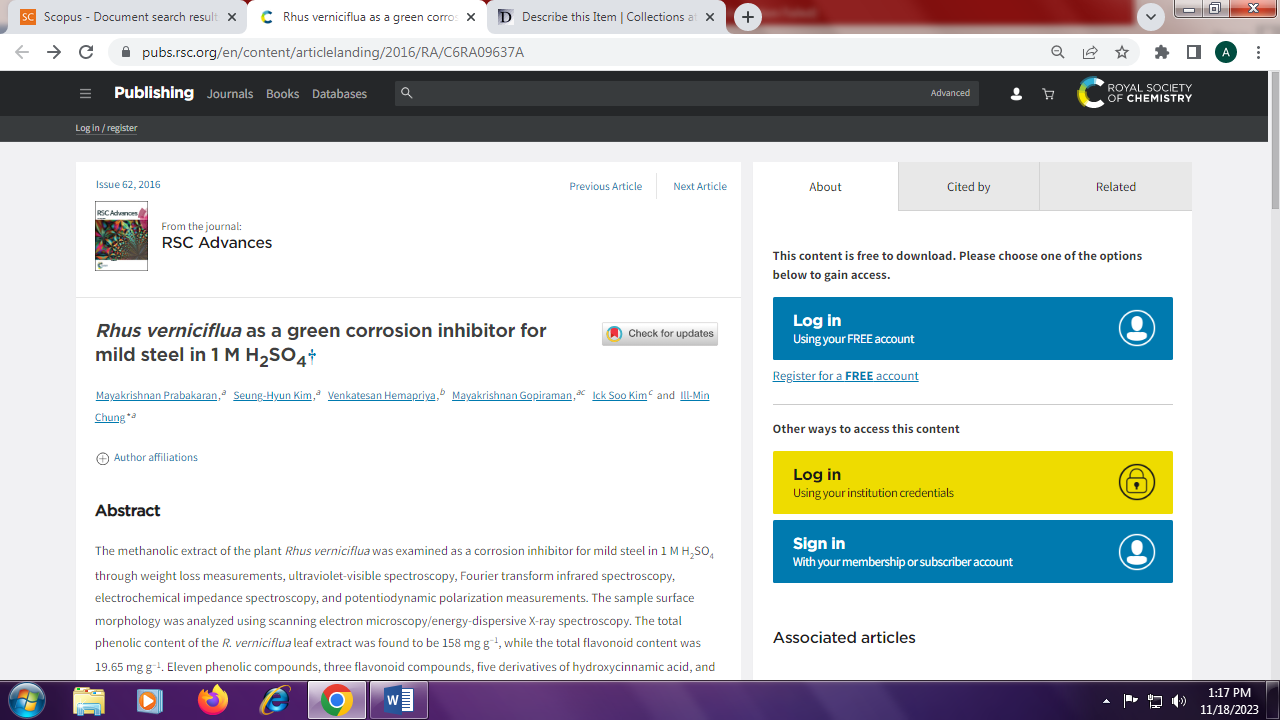 Scopus - Document search result
Rhus verniciflua as a green corros
Describe this Item | Collections at
pubs.rsc.org/en/content/articlelanding/2016/RA/C6RA09637A
A
Publishing
Journals
Books
Databases
Advanced
ROYAL SOCIETY
OF CHEMISTRY
Log in / register
Issue 62, 2016
Previous Article
Next Article
From the journal:
RSC Advances
Rhus verniciflua as a green corrosion inhibitor for
mild steel in 1 M H₂SO₄†
Check for updates
Mayakrishnan Prabakaran,ᵃ Seung-Hyun Kim,ᵃ Venkatesan Hemapriya,ᵇ Mayakrishnan Gopiraman,ᵃᶜ Ick Soo Kimᶜ and Ill-Min
Chung*ᵃ
Author affiliations
Abstract
The methanolic extract of the plant Rhus verniciflua was examined as a corrosion inhibitor for mild steel in 1 M H₂SO₄
through weight loss measurements, ultraviolet-visible spectroscopy, Fourier transform infrared spectroscopy,
electrochemical impedance spectroscopy, and potentiodynamic polarization measurements. The sample surface
morphology was analyzed using scanning electron microscopy/energy-dispersive X-ray spectroscopy. The total
phenolic content of the R. verniciflua leaf extract was found to be 158 mg g⁻¹, while the total flavonoid content was
19.65 mg g⁻¹. Eleven phenolic compounds, three flavonoid compounds, five derivatives of hydroxycinnamic acid, and
About
Cited by
Related
This content is free to download. Please choose one of the options
below to gain access.
Log in
Using your FREE account
Register for a FREE account
Other ways to access this content
Log in
Using your institution credentials
Sign in
With your membership or subscriber account
Associated articles
1:17 PM
11/18/2023